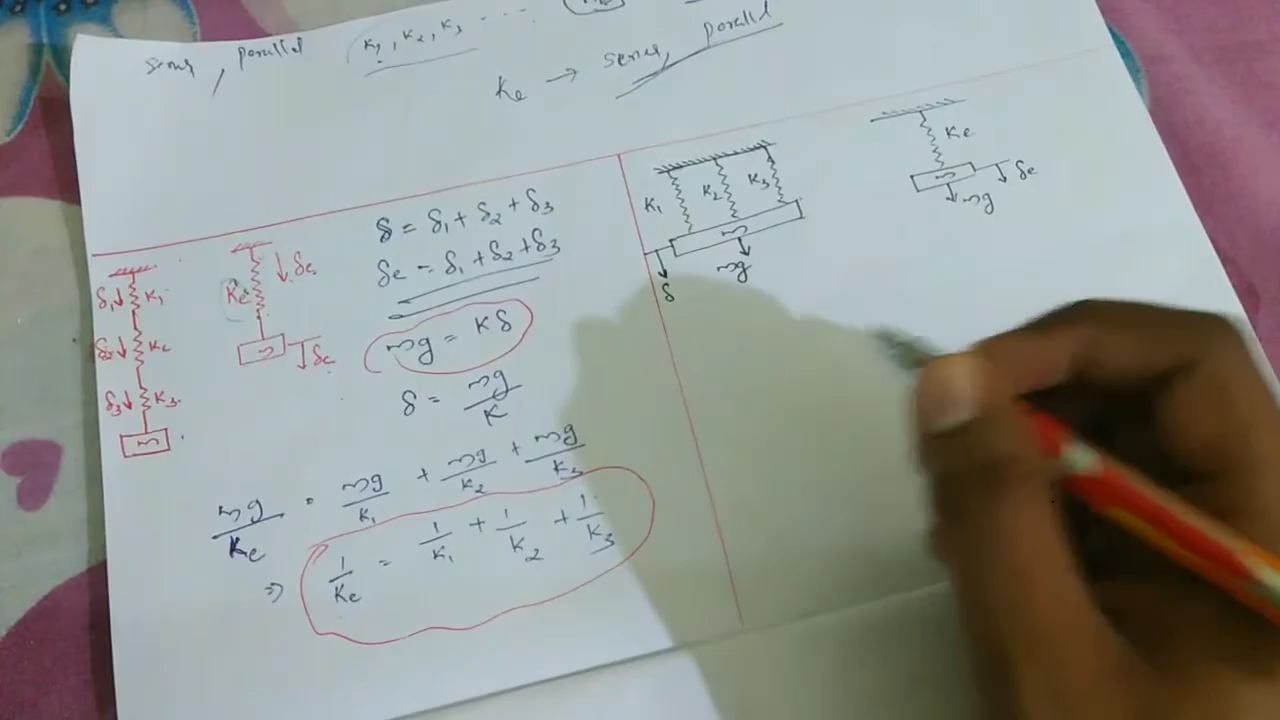 series, parallel K₁, K₂, K₃ ....
Ke → series, parallel
δ₁ K₁
δ₂ K₂
δ₃ K₃
m
Ke δe
m δe
δ = δ₁ + δ₂ + δ₃
δe = δ₁ + δ₂ + δ₃
mg = Kδ
δ = mg/K
mg/Ke = mg/K₁ + mg/K₂ + mg/K₃
⇒ 1/Ke = 1/K₁ + 1/K₂ + 1/K₃
K₁ K₂ K₃
m
δ mg
Ke
m δe
mg